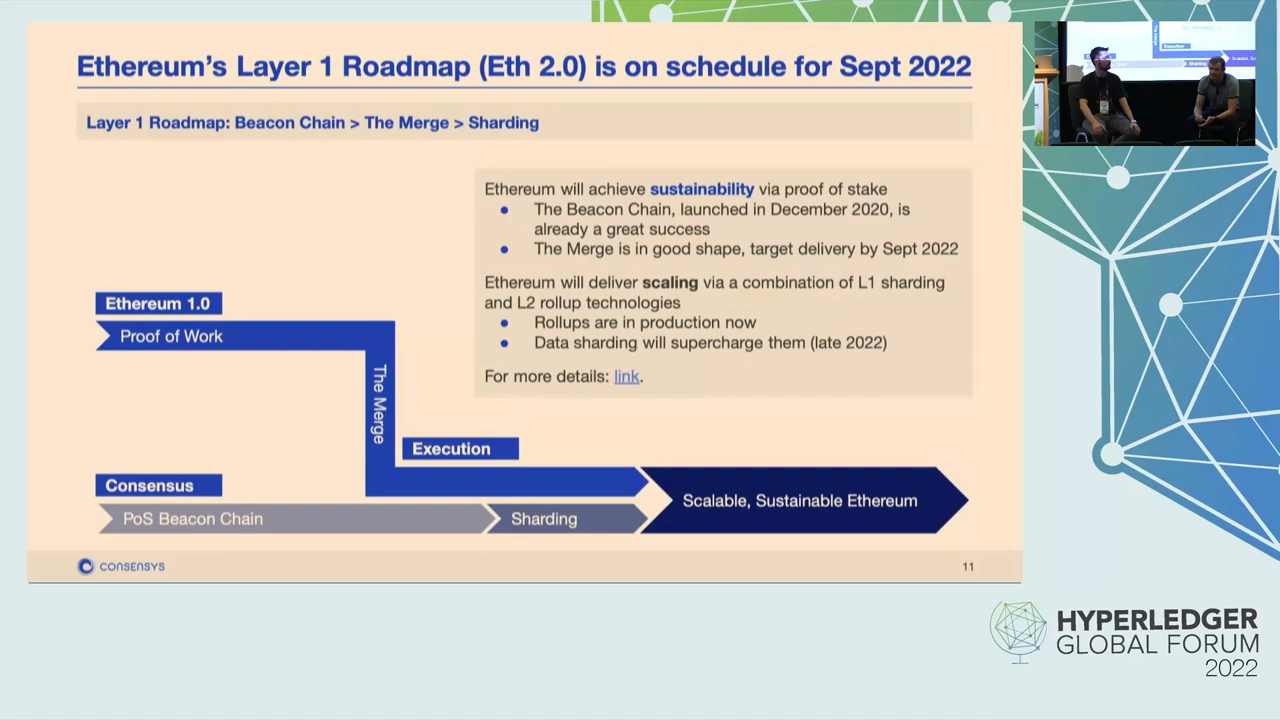 Ethereum's Layer 1 Roadmap (Eth 2.0) is on schedule for Sept 2022
Layer 1 Roadmap: Beacon Chain > The Merge > Sharding
Ethereum will achieve sustainability via proof of stake
● The Beacon Chain, launched in December 2020, is
already a great success
● The Merge is in good shape, target delivery by Sept 2022
Ethereum will deliver scaling via a combination of L1 sharding
and L2 rollup technologies
● Rollups are in production now
● Data sharding will supercharge them (late 2022)
For more details: link.
Ethereum 1.0
Proof of Work
The Merge
Execution
Consensus
PoS Beacon Chain
Sharding
Scalable, Sustainable Ethereum
CONSENSYS
11
HYPERLEDGER
GLOBAL FORUM
2022
Execution
Sharding